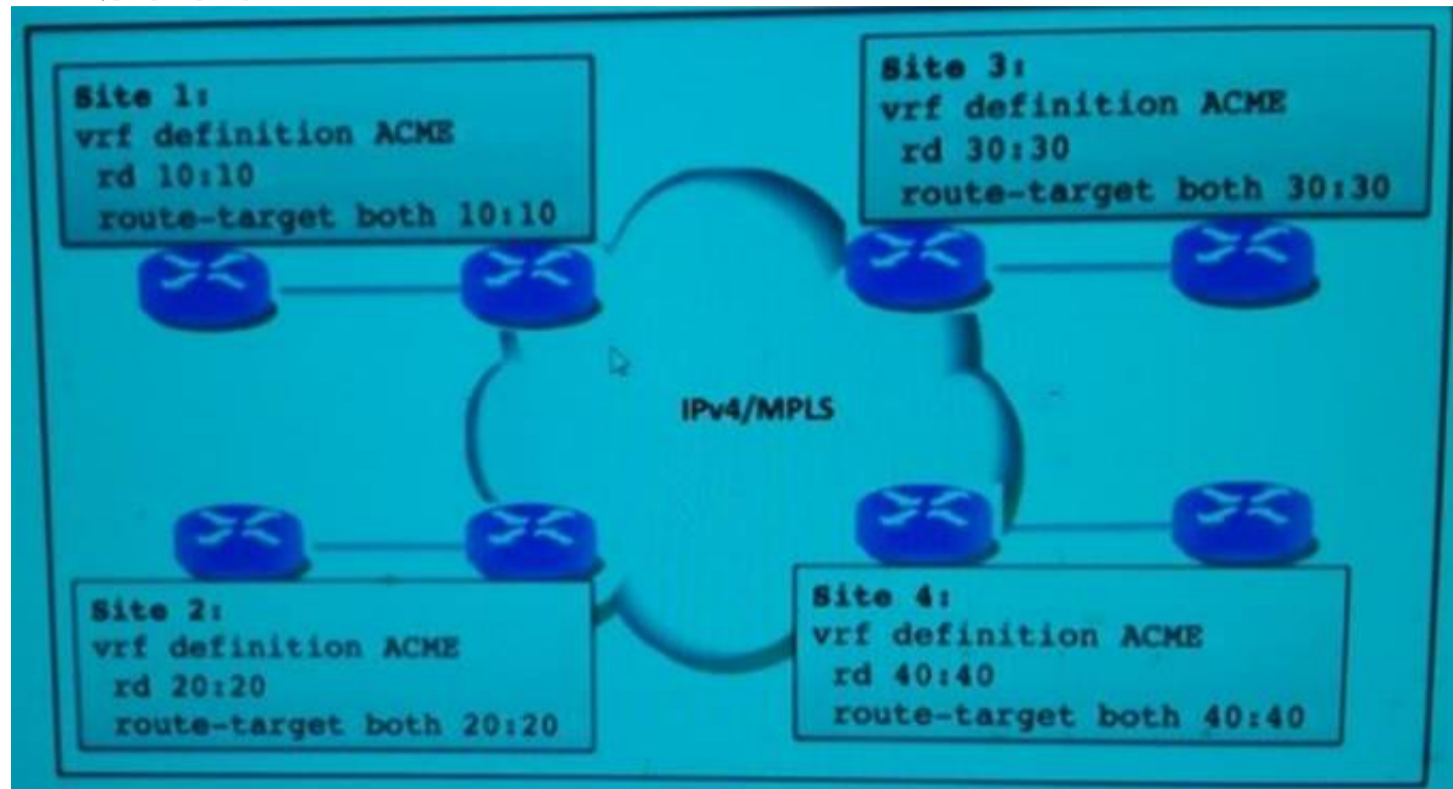 Site 1:
vrf definition ACME
rd 10:10
route-target both 10:10
Site 3:
vrf definition ACME
rd 30:30
route-target both 30:30
IPv4/MPLS
Site 2:
vrf definition ACME
rd 20:20
route-target both 20:20
Site 4:
vrf definition ACME
rd 40:40
route-target both 40:40